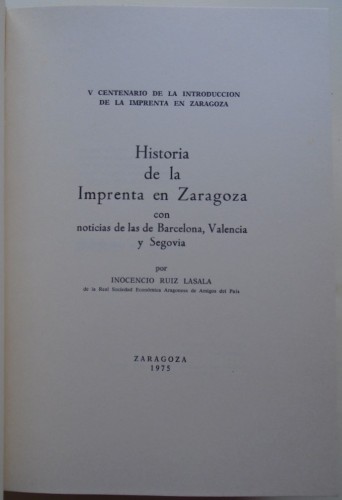 V CENTENARIO DE LA INTRODUCCION
DE LA IMPRENTA EN ZARAGOZA
Historia
de la
Imprenta en Zaragoza
con
noticias de las de Barcelona, Valencia
y Segovia
por
INOCENCIO RUIZ LASALA
de la Real Sociedad Económica Aragonesa de Amigos del País
ZARAGOZA
1975